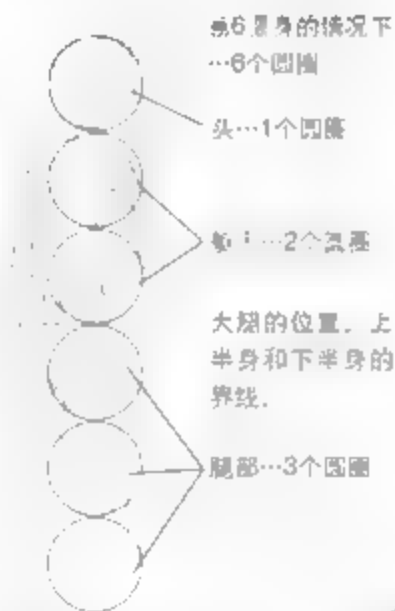 6头身的情况下
…6个圆圈
头…1个圆圈
…2个圆圈
大腿的位置，上
半身和下半身的
界线．
腿部…3个圆圈